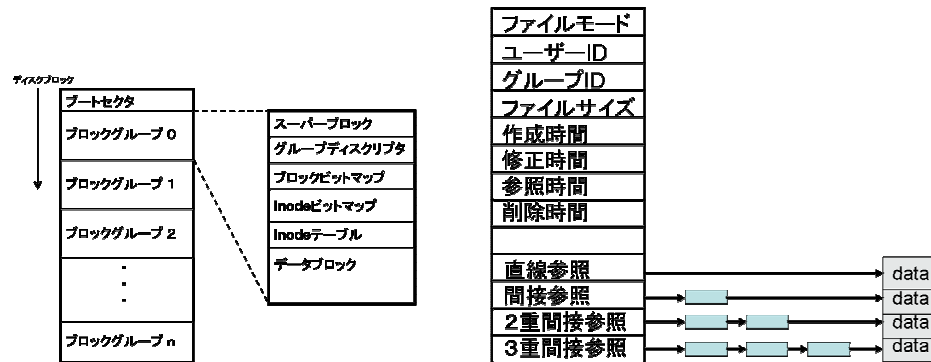 ディスクブロック
ブートセクタ
ブロックグループ 0
ブロックグループ 1
ブロックグループ 2
・
・
・
ブロックグループ n
スーパーブロック
グループディスクリプタ
ブロックビットマップ
Inodeビットマップ
Inodeテーブル
データブロック
ファイルモード
ユーザーID
グループID
ファイルサイズ
作成時間
修正時間
参照時間
削除時間
直線参照
間接参照
2重間接参照
3重間接参照
data
data
data
data